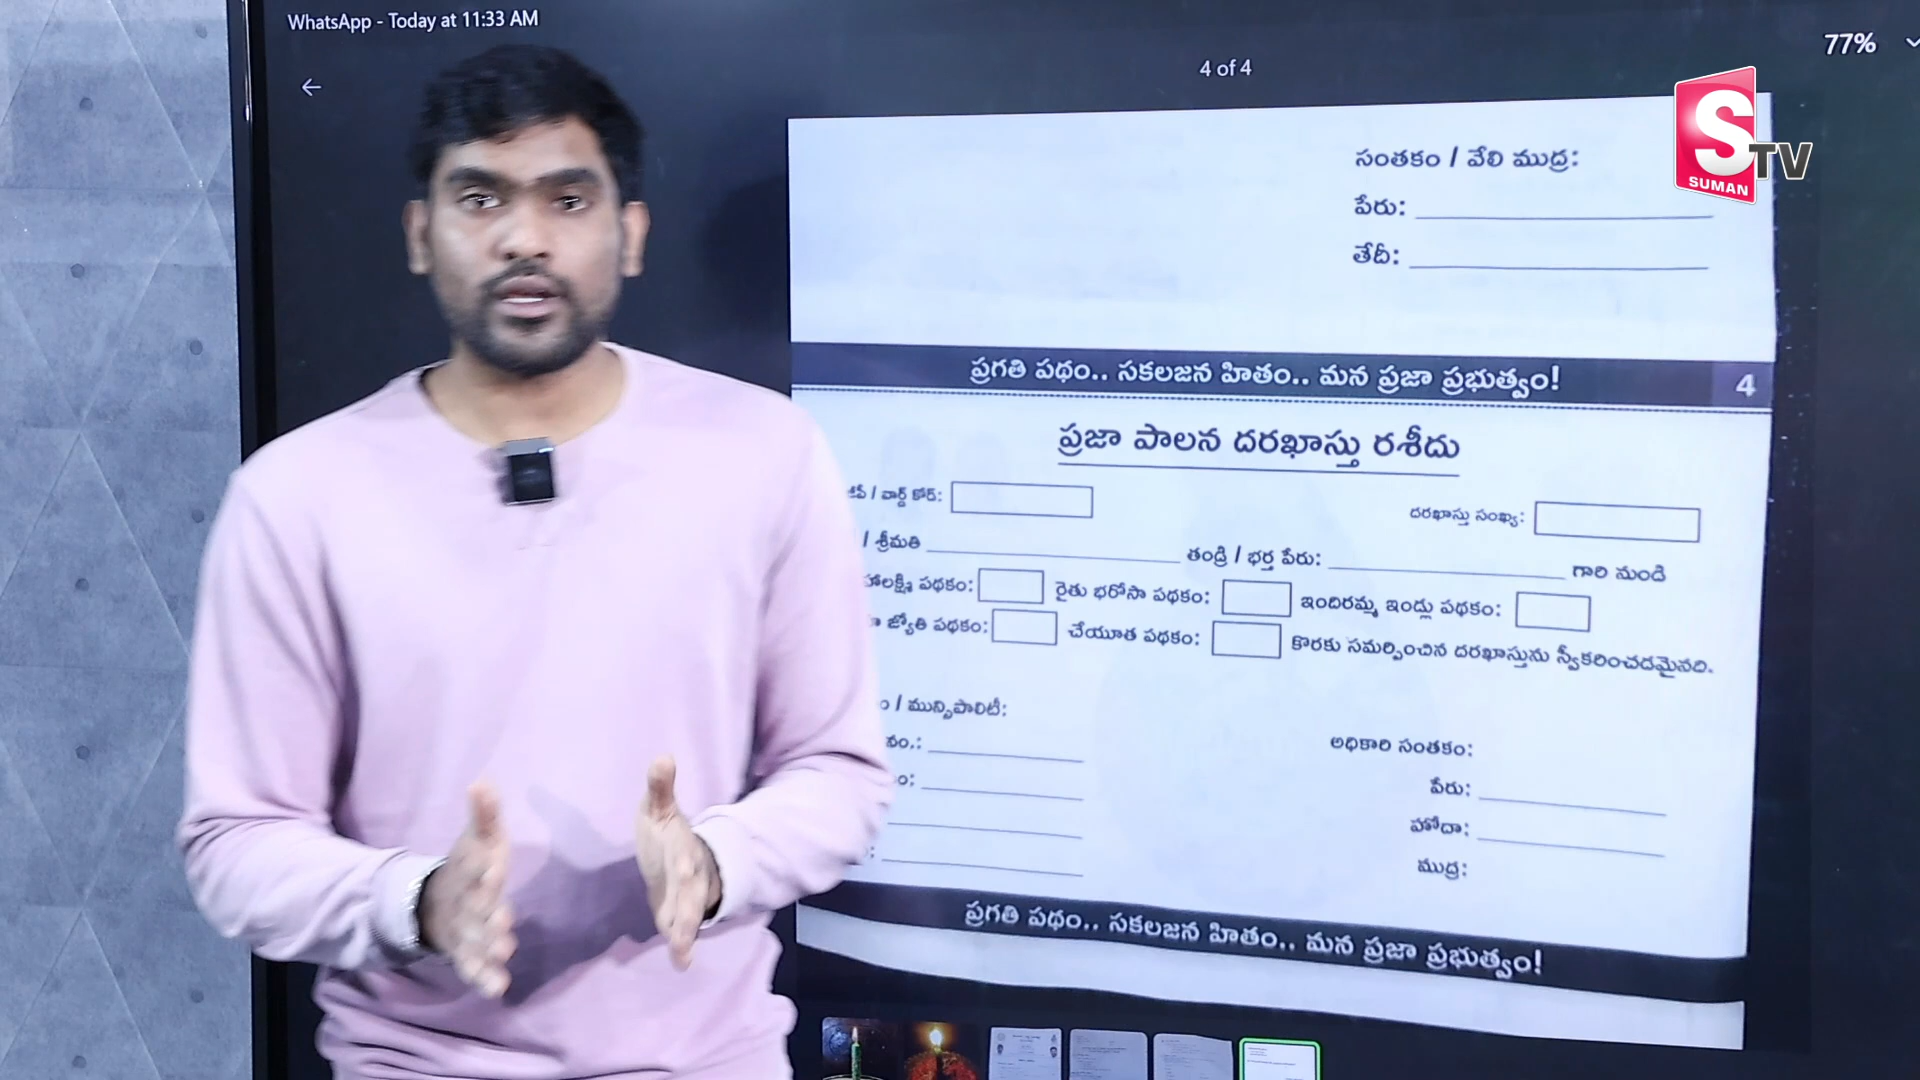 WhatsApp - Today at 11:33 AM
77%
4 of 4
S
TV
SUMAN
సంతకం / వేలి ముద్ర:
పేరు:
తేదీ:
ప్రగతి పథం.. సకలజన హితం.. మన ప్రజా ప్రభుత్వం!
4
ప్రజా పాలన దరఖాస్తు రశీదు
/ వార్డ్ కోడ్:
దరఖాస్తు సంఖ్య:
/ శ్రీమతి తండ్రి / భర్త పేరు: గారి నుండి
పథకం: రైతు భరోసా పథకం: ఇందిరమ్మ ఇండ్లు పథకం:
జ్యోతి పథకం: చేయూత పథకం: కొరకు సమర్పించిన దరఖాస్తును స్వీకరించడమైనది.
/ మున్సిపాలిటీ:
నం.:
అధికారి సంతకం:
పేరు:
హోదా:
ముద్ర:
ప్రగతి పథం.. సకలజన హితం.. మన ప్రజా ప్రభుత్వం!